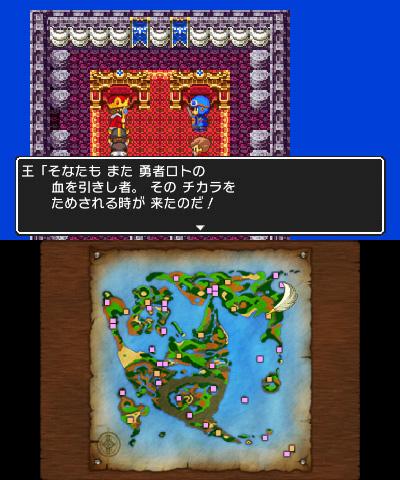 王「そなたも また 勇者ロトの
血を引きし者。 その チカラを
ためされる時が 来たのだ！